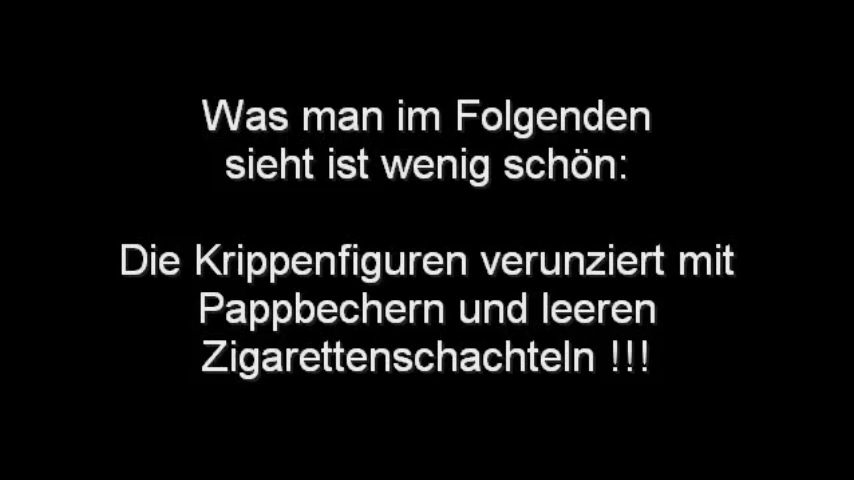 Was man im Folgenden
sieht ist wenig schön:
Die Krippenfiguren verunziert mit
Pappbechern und leeren
Zigarettenschachteln !!!